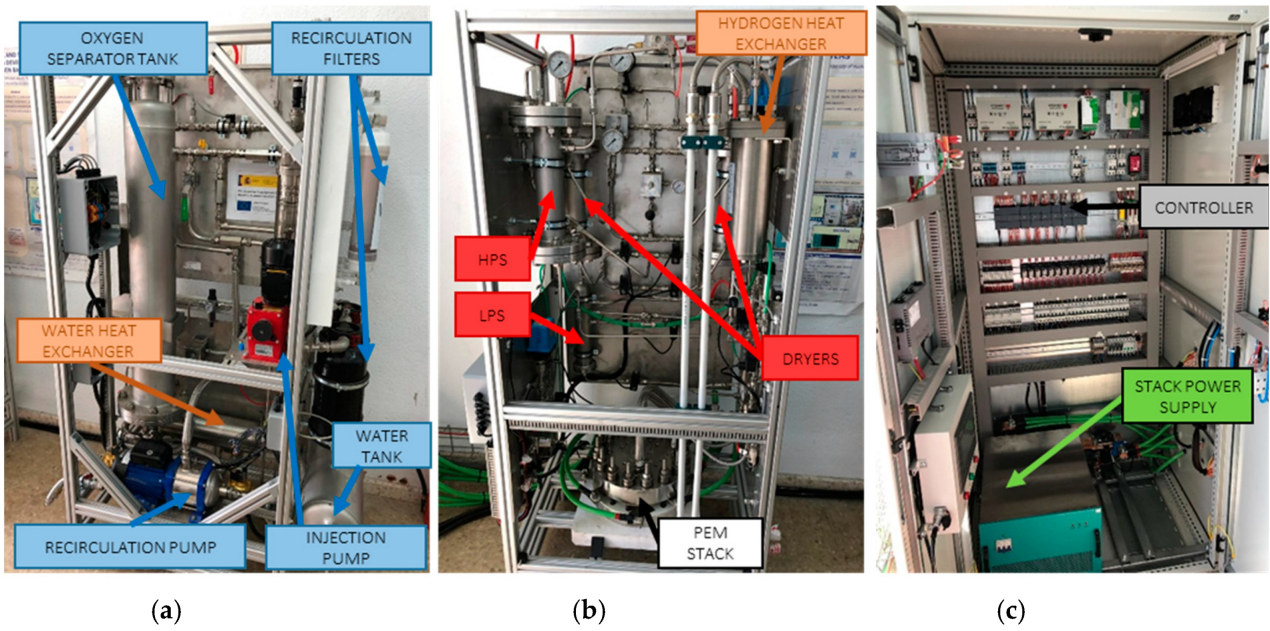 OXYGEN
SEPARATOR TANK
RECIRCULATION
FILTERS
WATER HEAT
EXCHANGER
WATER
TANK
RECIRCULATION PUMP
INJECTION
PUMP
HYDROGEN HEAT
EXCHANGER
HPS
LPS
DRYERS
PEM
STACK
CONTROLLER
STACK POWER
SUPPLY
(a)
(b)
(c)